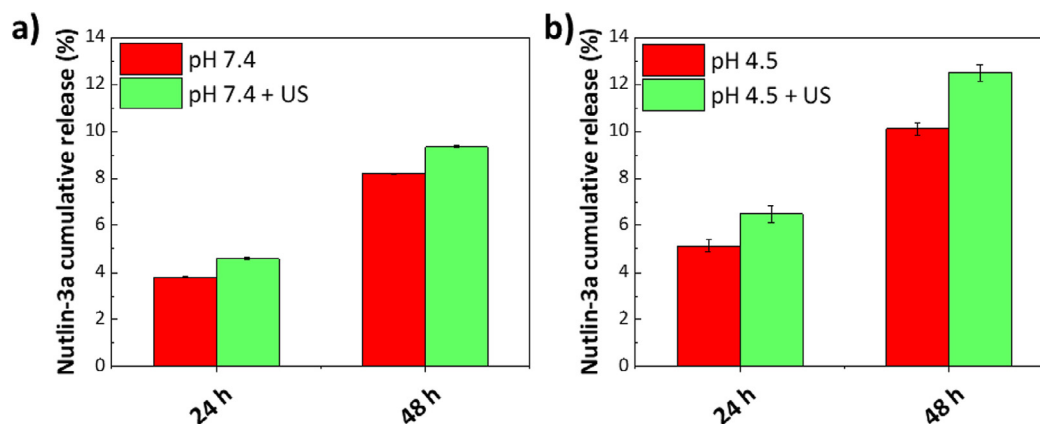 a)
Nutlin-3a cumulative release (%)
14
12
10
8
6
4
2
0
pH 7.4
pH 7.4 + US
24 h
48 h
b)
Nutlin-3a cumulative release (%)
14
12
10
8
6
4
2
0
pH 4.5
pH 4.5 + US
24 h
48 h